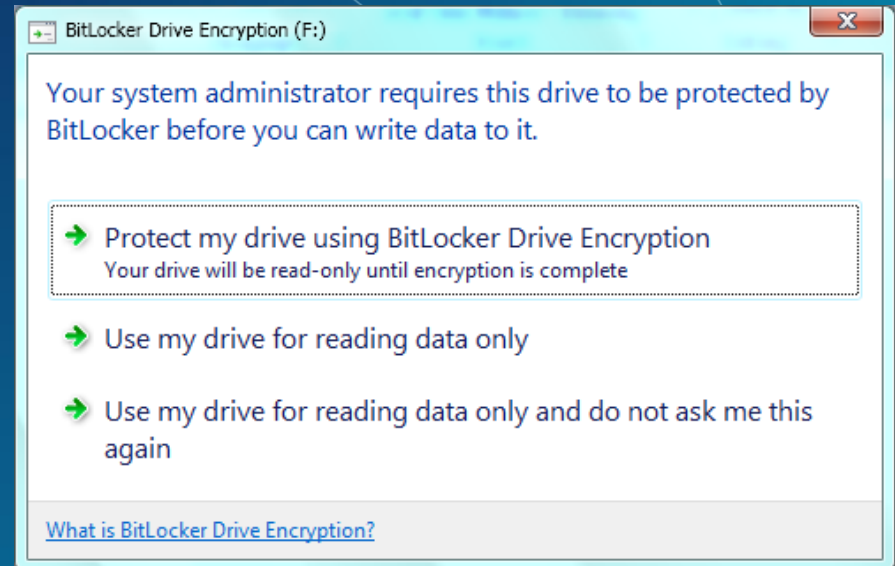 BitLocker Drive Encryption (F:)
Your system administrator requires this drive to be protected by
BitLocker before you can write data to it.
Protect my drive using BitLocker Drive Encryption
Your drive will be read-only until encryption is complete
Use my drive for reading data only
Use my drive for reading data only and do not ask me this
again
What is BitLocker Drive Encryption?